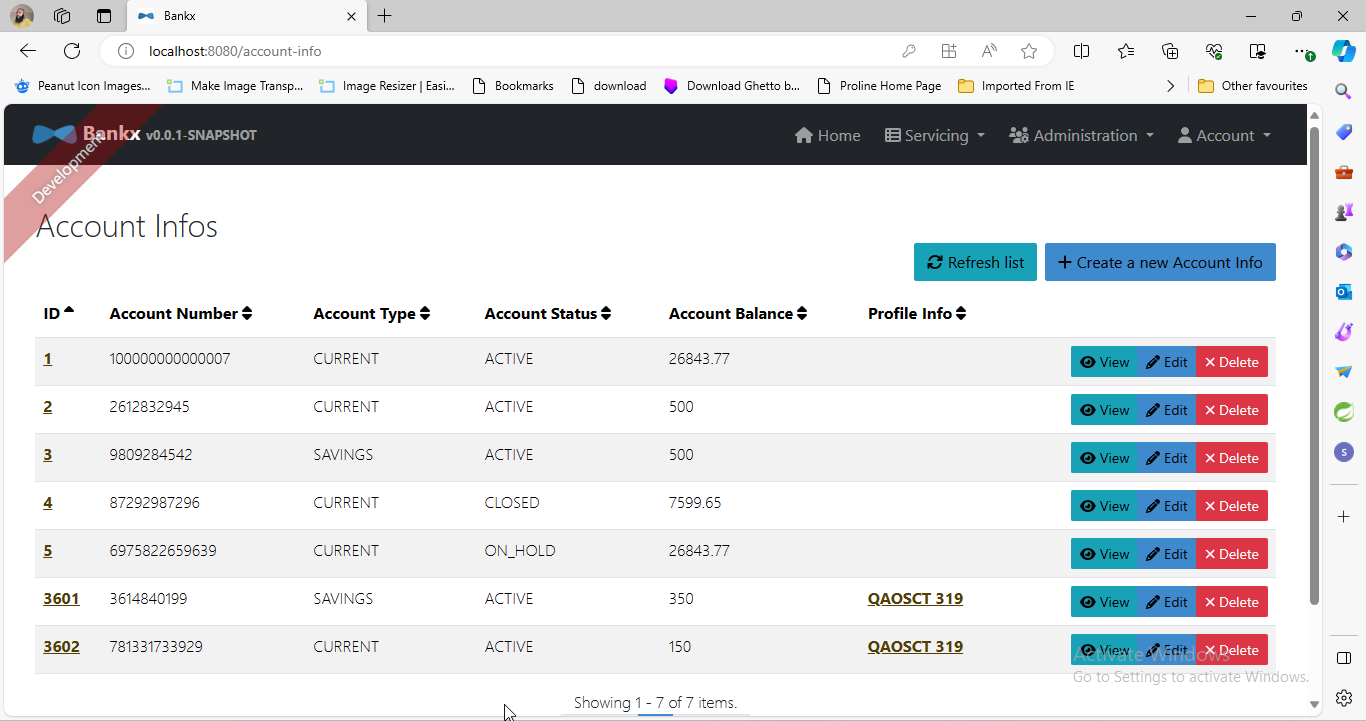 Bankx
localhost:8080/account-info
Peanut Icon Images... Make Image Transp... Image Resizer | Easi... Bookmarks download Download Ghetto b... Proline Home Page Imported From IE Other favourites
Bankx v0.0.1-SNAPSHOT Home Servicing Administration Account
Development
Account Infos
Refresh list Create a new Account Info
ID Account Number Account Type Account Status Account Balance Profile Info
1 100000000000007 CURRENT ACTIVE 26843.77 View Edit Delete
2 2612832945 CURRENT ACTIVE 500 View Edit Delete
3 9809284542 SAVINGS ACTIVE 500 View Edit Delete
4 87292987296 CURRENT CLOSED 7599.65 View Edit Delete
5 6975822659639 CURRENT ON_HOLD 26843.77 View Edit Delete
3601 3614840199 SAVINGS ACTIVE 350 QAOSCT 319 View Edit Delete
3602 781331733929 CURRENT ACTIVE 150 QAOSCT 319 View Edit Delete
Activate Windows
Go to Settings to activate Windows.
Showing 1 - 7 of 7 items.
S